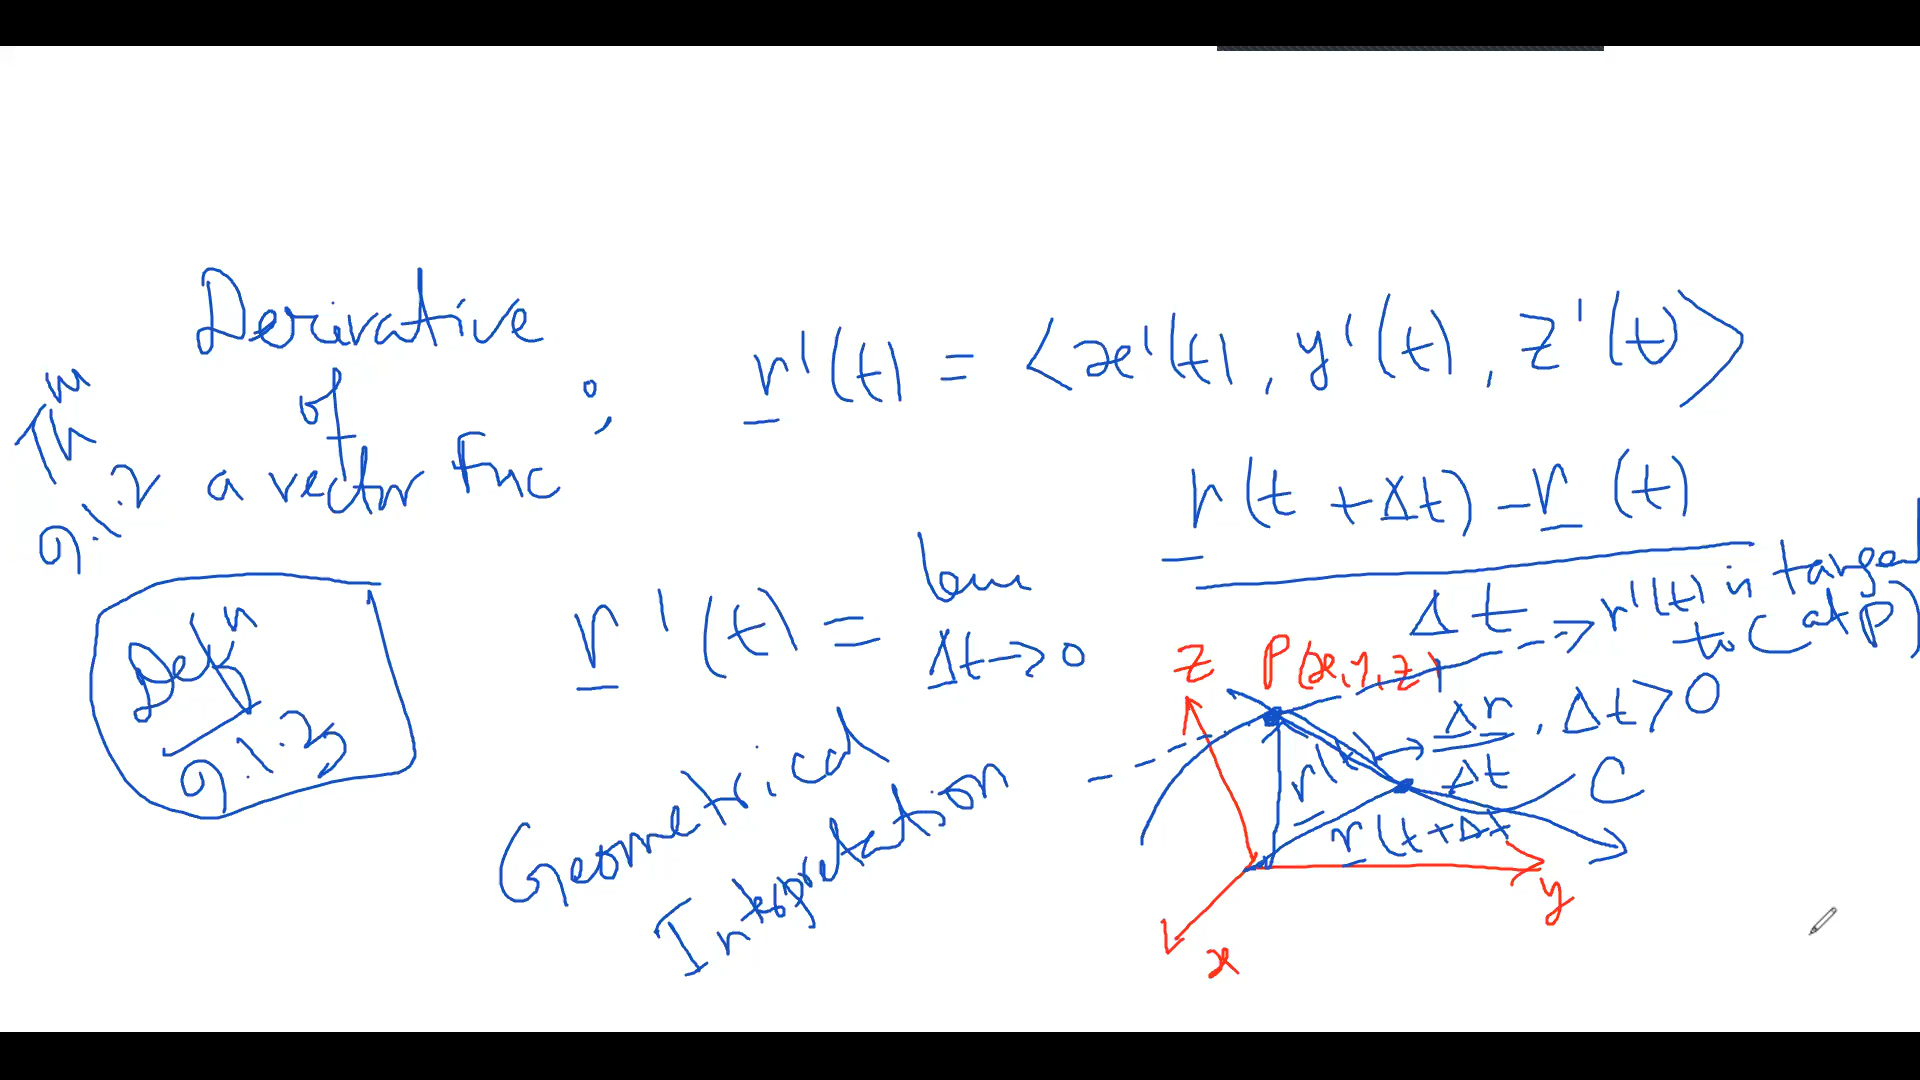 Derivative
of
a vector Func ;
Thm
9.1.2
r'(t) = <x'(t), y'(t), z'(t)>
Defn
9.1.3
r'(t) = lim Δt→0 r(t + Δt) - r(t) / Δt
r'(t) is tangent
to C at P)
Geometrical
Interpretation
z P(x, y, z)
Δr / Δt , Δt > 0
r(t
C
r(t+Δt
y
x